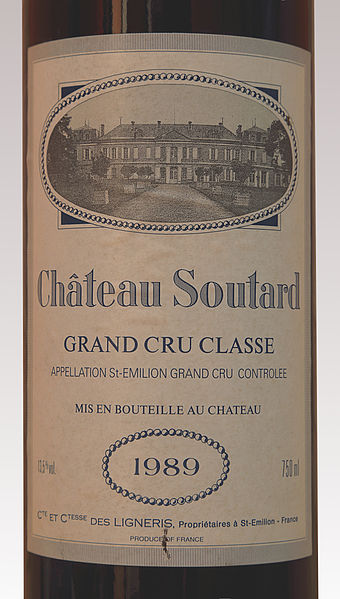 Château Soutard
GRAND CRU CLASSE
APPELLATION St-EMILION GRAND CRU CONTROLEE
MIS EN BOUTEILLE AU CHATEAU
13,5% vol. 1989 750 ml
Cte ET CTESSE DES LIGNERIS, Propriétaires à St-Emilion - France
PRODUCE OF FRANCE